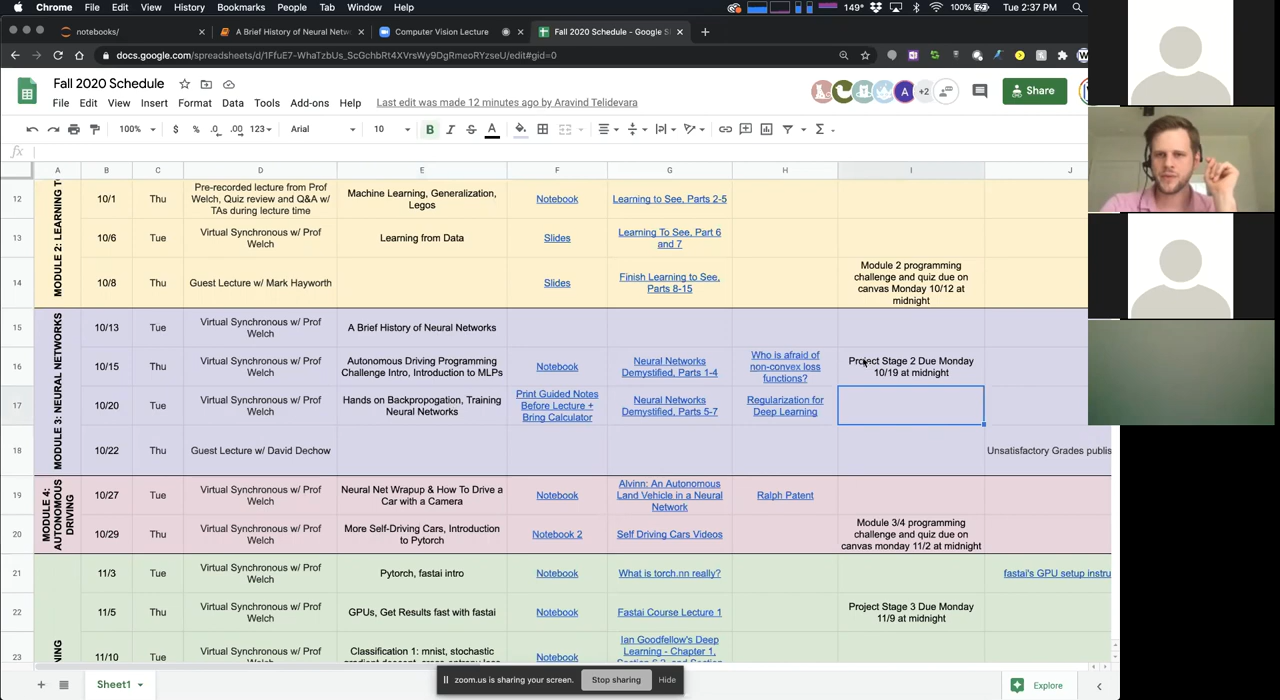 Chrome File Edit View History Bookmarks People Tab Window Help 149° 100% Tue 2:37 PM
notebooks/ A Brief History of Neural Netw Computer Vision Lecture Fall 2020 Schedule - Google S
docs.google.com/spreadsheets/d/1FfuE7-WhaTzbUs_ScGchbRt4XVrsWy9DgRmeoRYzseU/edit#gid=0
Fall 2020 Schedule
File Edit View Insert Format Data Tools Add-ons Help Last edit was made 12 minutes ago by Aravind Telidevara
A +2 Share
100% $ % .0 .00 123 Arial 10 B I S A
fx
A B C D E F G H I J
MODULE 2: LEARNING T
12 10/1 Thu
Pre-recorded lecture from Prof
Welch, Quiz review and Q&A w/
TAs during lecture time
Machine Learning, Generalization,
Legos
Notebook
Learning to See, Parts 2-5
13 10/6 Tue
Virtual Synchronous w/ Prof
Welch
Learning from Data
Slides
Learning To See, Part 6
and 7
14 10/8 Thu
Guest Lecture w/ Mark Hayworth
Slides
Finish Learning to See,
Parts 8-15
Module 2 programming
challenge and quiz due on
canvas Monday 10/12 at
midnight
MODULE 3: NEURAL NETWORKS
15 10/13 Tue
Virtual Synchronous w/ Prof
Welch
A Brief History of Neural Networks
16 10/15 Thu
Virtual Synchronous w/ Prof
Welch
Autonomous Driving Programming
Challenge Intro, Introduction to MLPs
Notebook
Neural Networks
Demystified, Parts 1-4
Who is afraid of
non-convex loss
functions?
Project Stage 2 Due Monday
10/19 at midnight
17 10/20 Tue
Virtual Synchronous w/ Prof
Welch
Hands on Backpropogation, Training
Neural Networks
Print Guided Notes
Before Lecture +
Bring Calculator
Neural Networks
Demystified, Parts 5-7
Regularization for
Deep Learning
18 10/22 Thu
Guest Lecture w/ David Dechow
Unsatisfactory Grades publis
MODULE 4:
AUTONOMOUS
DRIVING
19 10/27 Tue
Virtual Synchronous w/ Prof
Welch
Neural Net Wrapup & How To Drive a
Car with a Camera
Notebook
Alvinn: An Autonomous
Land Vehicle in a Neural
Network
Ralph Patent
20 10/29 Thu
Virtual Synchronous w/ Prof
Welch
More Self-Driving Cars, Introduction
to Pytorch
Notebook 2
Self Driving Cars Videos
Module 3/4 programming
challenge and quiz due on
canvas monday 11/2 at midnight
21 11/3 Tue
Virtual Synchronous w/ Prof
Welch
Pytorch, fastai intro
Notebook
What is torch.nn really?
fastai's GPU setup instru
22 11/5 Thu
Virtual Synchronous w/ Prof
Welch
GPUs, Get Results fast with fastai
Notebook
Fastai Course Lecture 1
Project Stage 3 Due Monday
11/9 at midnight
NING
23 11/10 Tue
Virtual Synchronous w/ Prof
Welch
Classification 1: mnist, stochastic
Notebook
Ian Goodfellow's Deep
Learning - Chapter 1,
zoom.us is sharing your screen. Stop sharing Hide
Sheet1 Explore